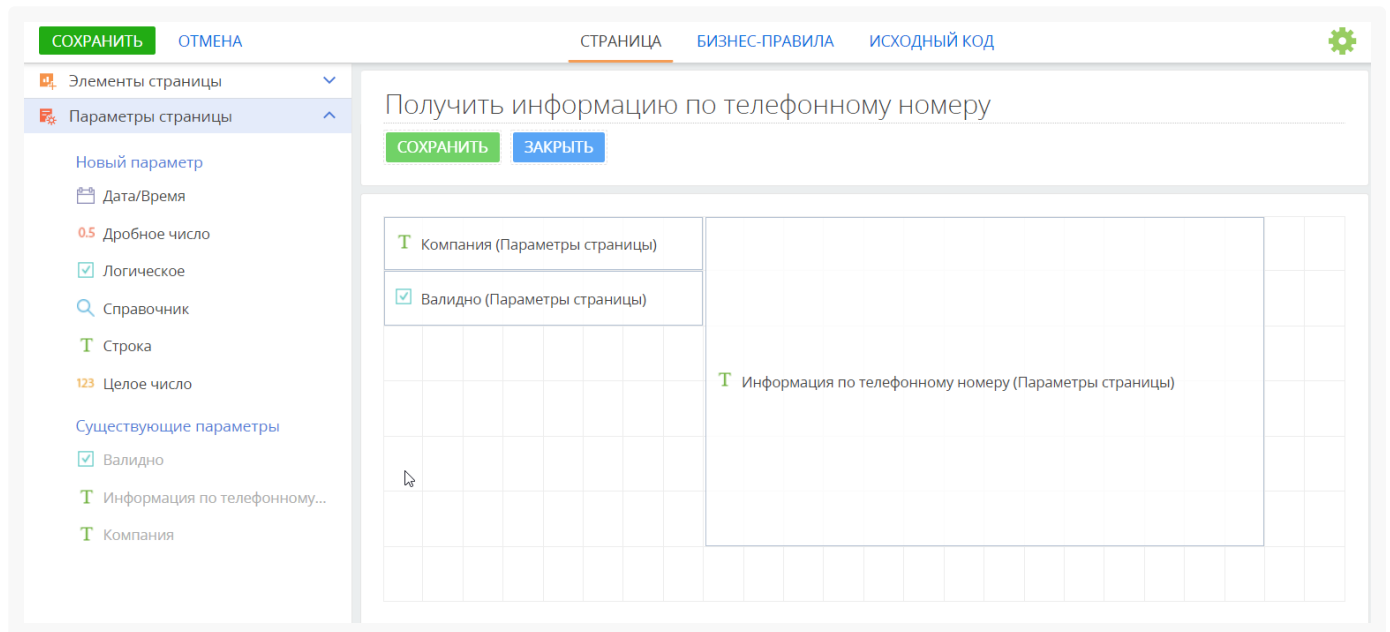 СОХРАНИТЬ ОТМЕНА СТРАНИЦА БИЗНЕС-ПРАВИЛА ИСХОДНЫЙ КОД
Элементы страницы
Параметры страницы
Новый параметр
Дата/Время
0.5 Дробное число
Логическое
Справочник
T Строка
123 Целое число
Существующие параметры
Валидно
T Информация по телефонному...
T Компания
Получить информацию по телефонному номеру
СОХРАНИТЬ ЗАКРЫТЬ
T Компания (Параметры страницы)
Валидно (Параметры страницы)
T Информация по телефонному номеру (Параметры страницы)